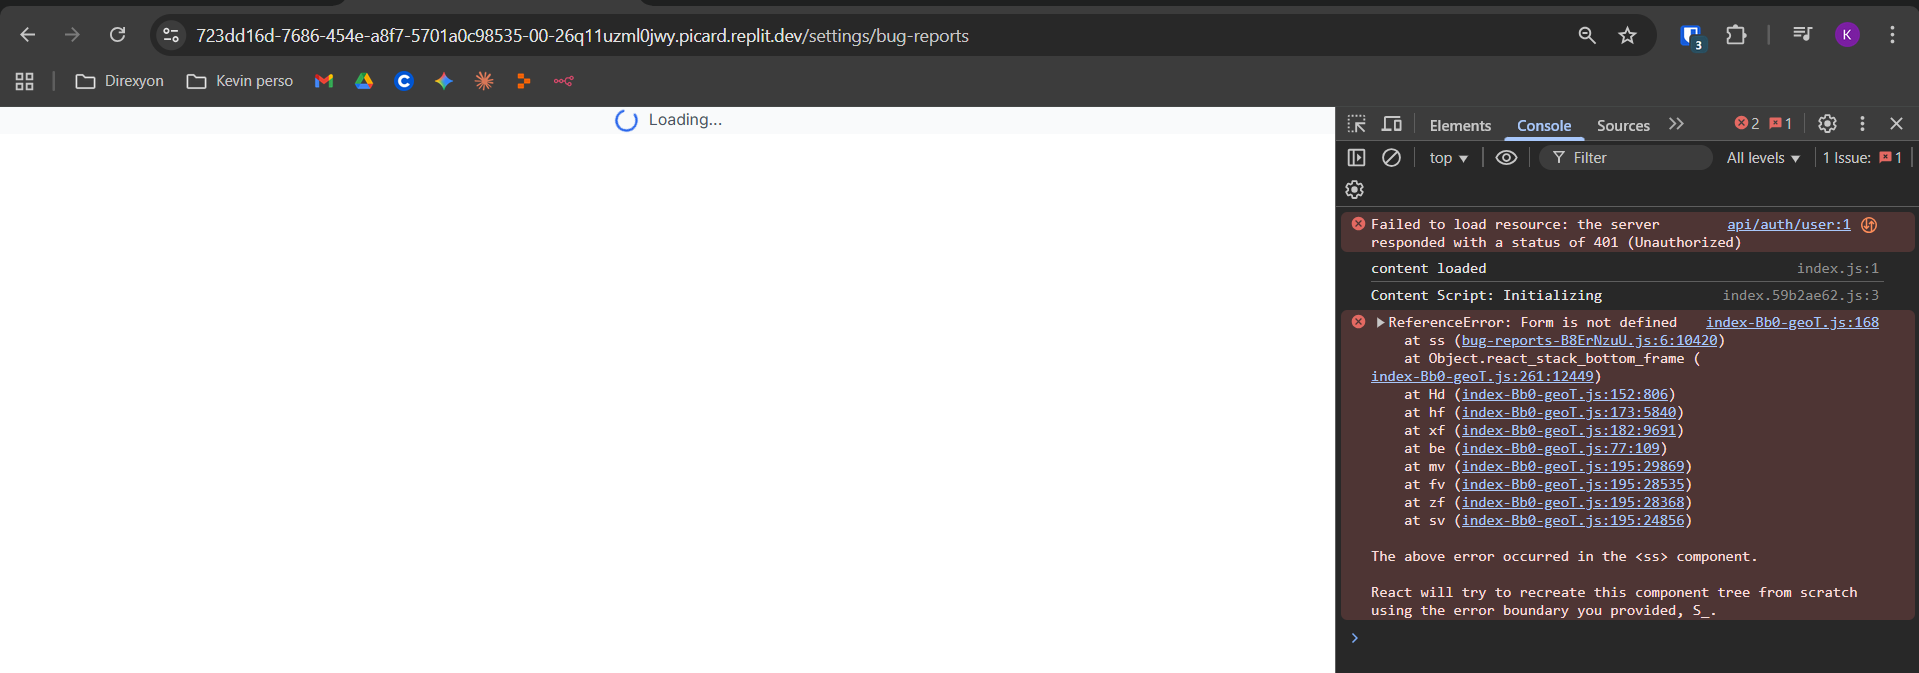 723dd16d-7686-454e-a8f7-5701a0c98535-00-26q11uzml0jwy.picard.replit.dev/settings/bug-reports
3
K
Direxyon
Kevin perso
C
Loading...
Elements
Console
Sources
2
1
top
Filter
All levels
1 Issue:
1
Failed to load resource: the server api/auth/user:1
responded with a status of 401 (Unauthorized)
content loaded index.js:1
Content Script: Initializing index.59b2ae62.js:3
ReferenceError: Form is not defined index-Bb0-geoT.js:168
at ss (bug-reports-B8ErNzuU.js:6:10420)
at Object.react_stack_bottom_frame (
index-Bb0-geoT.js:261:12449)
at Hd (index-Bb0-geoT.js:152:806)
at hf (index-Bb0-geoT.js:173:5840)
at xf (index-Bb0-geoT.js:182:9691)
at be (index-Bb0-geoT.js:77:109)
at mv (index-Bb0-geoT.js:195:29869)
at fv (index-Bb0-geoT.js:195:28535)
at zf (index-Bb0-geoT.js:195:28368)
at sv (index-Bb0-geoT.js:195:24856)
The above error occurred in the <ss> component.
React will try to recreate this component tree from scratch
using the error boundary you provided, S_.